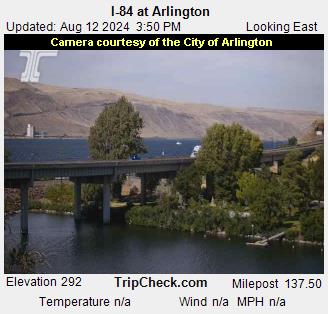 I-84 at Arlington
Updated: Aug 12 2024 3:50 PM Looking East
Camera courtesy of the City of Arlington
Elevation 292 TripCheck.com Milepost 137.50
Temperature n/a Wind n/a MPH n/a